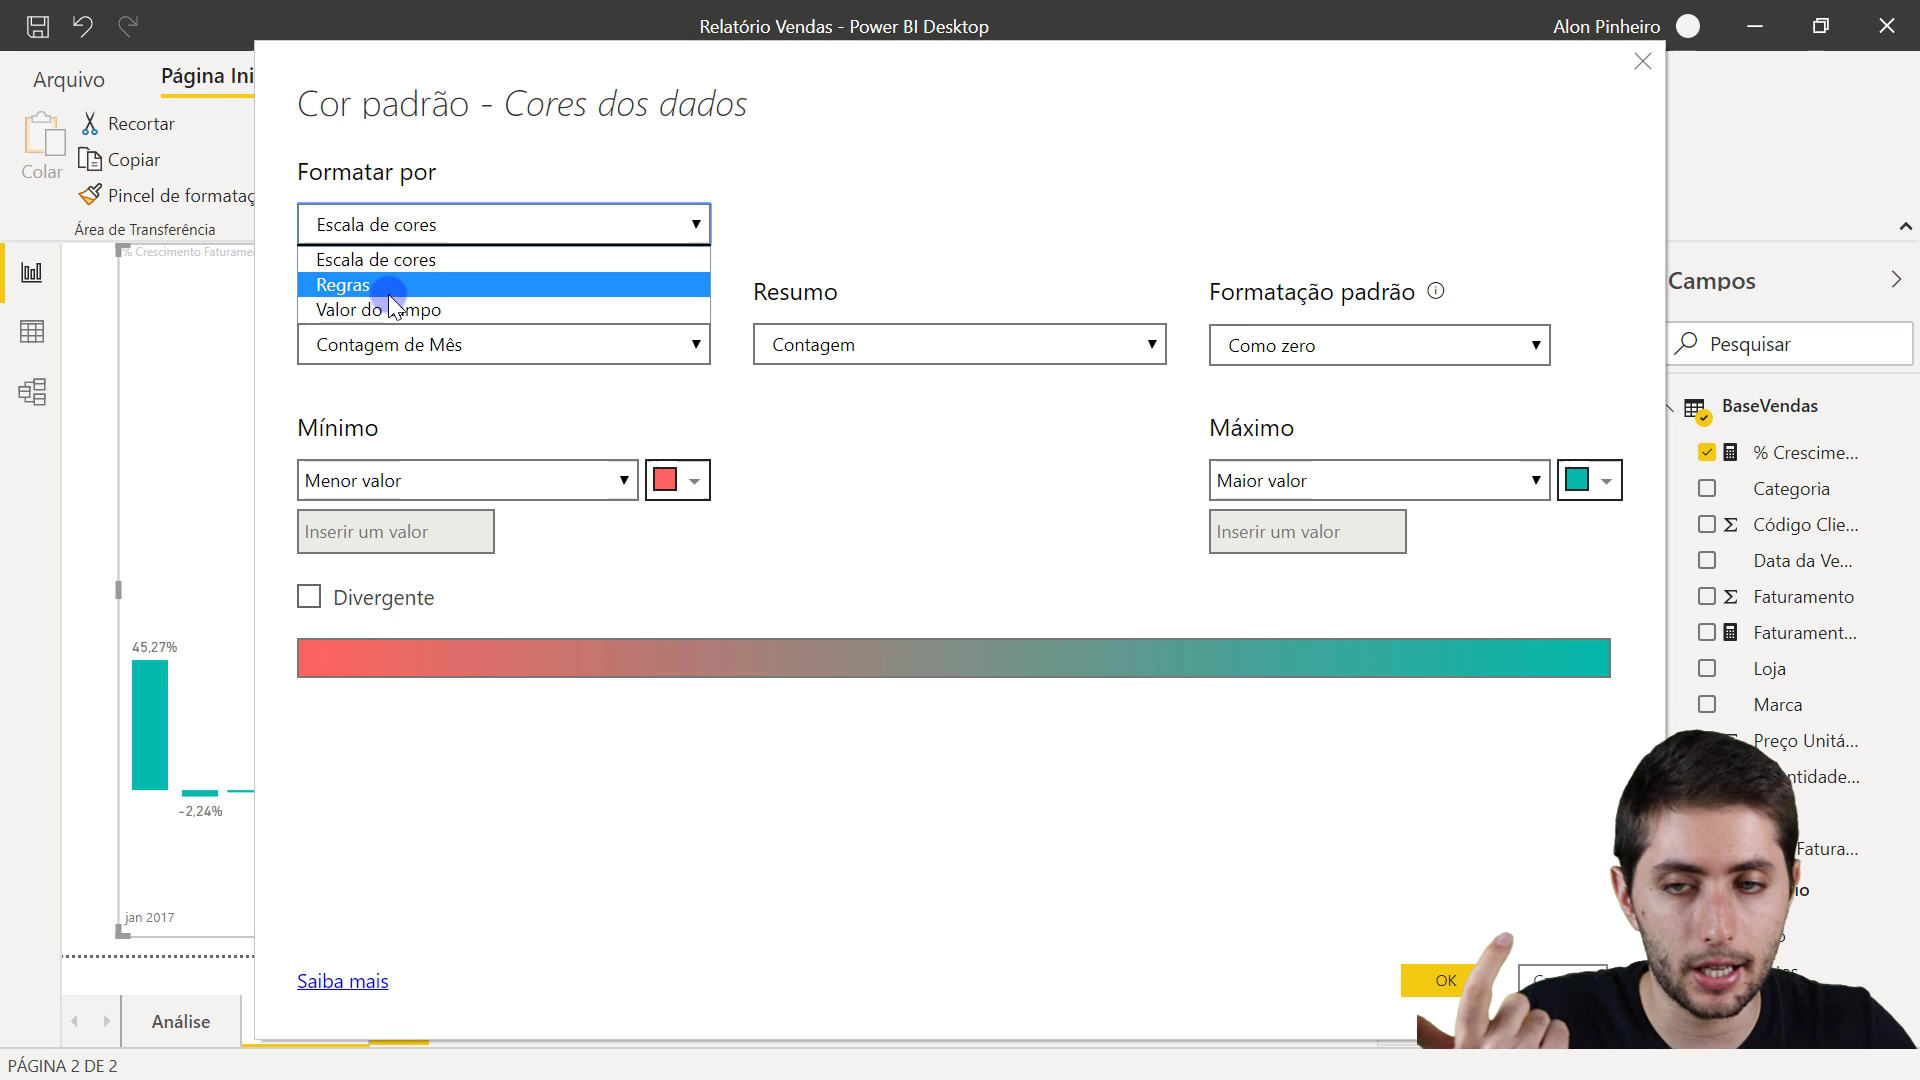 Relatório Vendas - Power BI Desktop
Alon Pinheiro
Arquivo
Página Ini
Colar
Recortar
Copiar
Pincel de formataç
Área de Transferência
% Crescimento Faturame
45,27%
-2,24%
jan 2017
Cor padrão - Cores dos dados
Formatar por
Escala de cores
Escala de cores
Regras
Valor do mpo
Contagem de Mês
Resumo
Contagem
Formatação padrão
Como zero
Mínimo
Menor valor
Inserir um valor
Máximo
Maior valor
Inserir um valor
Divergente
Saiba mais
OK
Campos
Pesquisar
BaseVendas
% Crescime...
Categoria
Código Clie...
Data da Ve...
Faturamento
Faturament...
Loja
Marca
Preço Unitá...
ntidade...
Fatura...
Análise
PÁGINA 2 DE 2